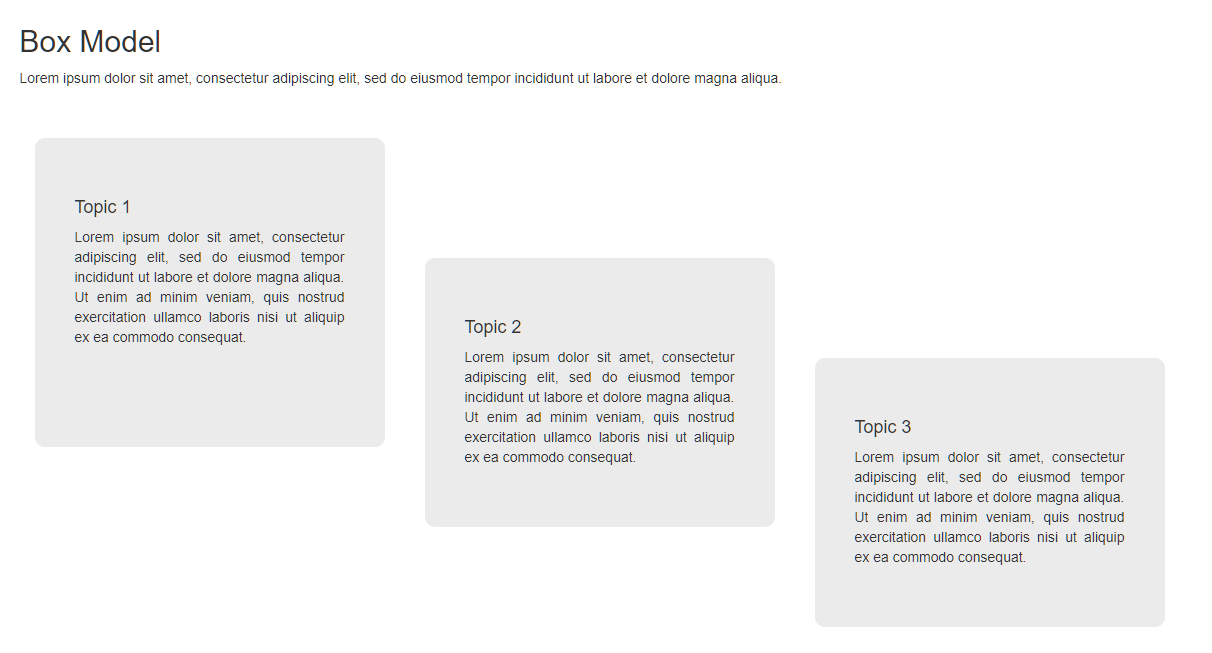 Box Model
Lorem ipsum dolor sit amet, consectetur adipiscing elit, sed do eiusmod tempor incididunt ut labore et dolore magna aliqua.
Topic 1
Lorem ipsum dolor sit amet, consectetur
adipiscing elit, sed do eiusmod tempor
incididunt ut labore et dolore magna aliqua.
Ut enim ad minim veniam, quis nostrud
exercitation ullamco laboris nisi ut aliquip
ex ea commodo consequat.
Topic 2
Lorem ipsum dolor sit amet, consectetur
adipiscing elit, sed do eiusmod tempor
incididunt ut labore et dolore magna aliqua.
Ut enim ad minim veniam, quis nostrud
exercitation ullamco laboris nisi ut aliquip
ex ea commodo consequat.
Topic 3
Lorem ipsum dolor sit amet, consectetur
adipiscing elit, sed do eiusmod tempor
incididunt ut labore et dolore magna aliqua.
Ut enim ad minim veniam, quis nostrud
exercitation ullamco laboris nisi ut aliquip
ex ea commodo consequat.